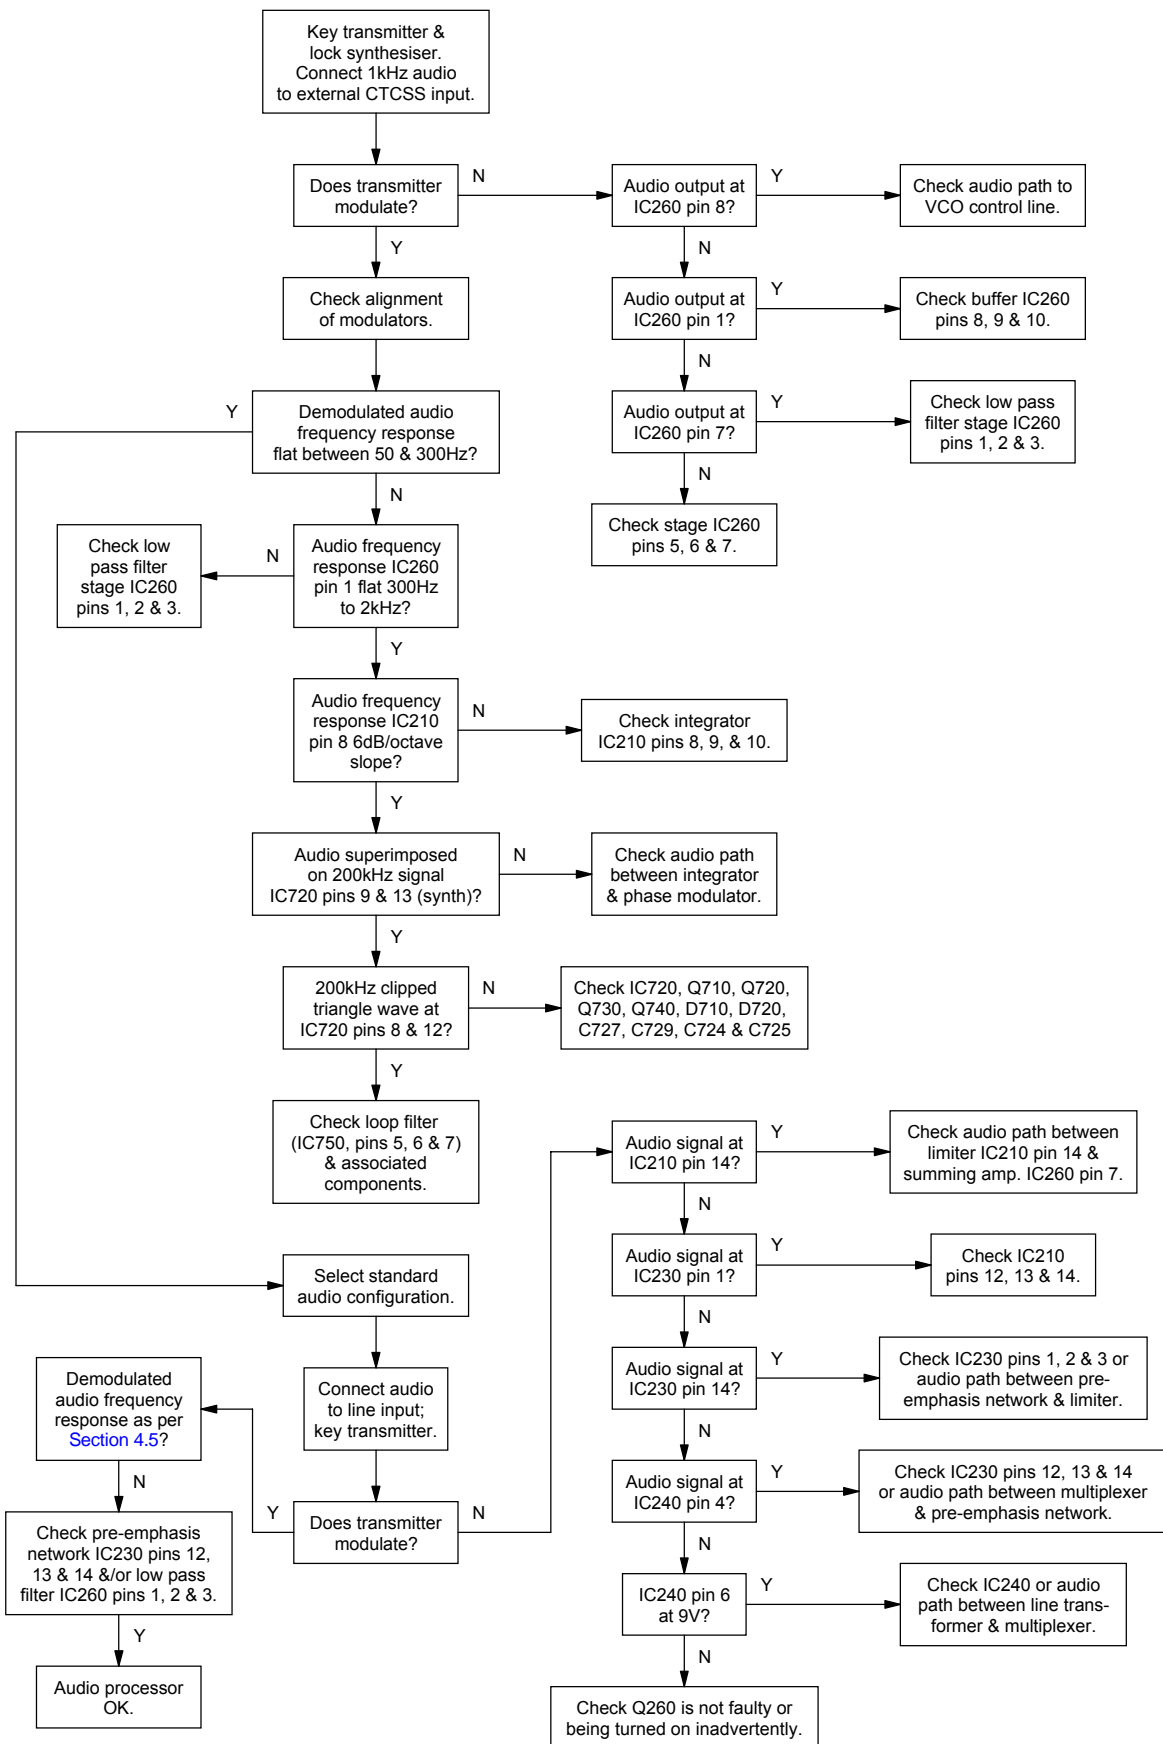 Key transmitter &
lock synthesiser.
Connect 1kHz audio
to external CTCSS input.
Does transmitter
modulate?
N
Audio output at
IC260 pin 8?
Y
Check audio path to
VCO control line.
Y
N
Check alignment
of modulators.
Audio output at
IC260 pin 1?
Y
Check buffer IC260
pins 8, 9 & 10.
N
Y
Demodulated audio
frequency response
flat between 50 & 300Hz?
Audio output at
IC260 pin 7?
Y
Check low pass
filter stage IC260
pins 1, 2 & 3.
N
N
Check stage IC260
pins 5, 6 & 7.
Check low
pass filter
stage IC260
pins 1, 2 & 3.
N
Audio frequency
response IC260
pin 1 flat 300Hz
to 2kHz?
Y
Audio frequency
response IC210
pin 8 6dB/octave
slope?
N
Check integrator
IC210 pins 8, 9, & 10.
Y
Audio superimposed
on 200kHz signal
IC720 pins 9 & 13 (synth)?
N
Check audio path
between integrator
& phase modulator.
Y
200kHz clipped
triangle wave at
IC720 pins 8 & 12?
N
Check IC720, Q710, Q720,
Q730, Q740, D710, D720,
C727, C729, C724 & C725
Y
Check loop filter
(IC750, pins 5, 6 & 7)
& associated
components.
Audio signal at
IC210 pin 14?
Y
Check audio path between
limiter IC210 pin 14 &
summing amp. IC260 pin 7.
N
Select standard
audio configuration.
Audio signal at
IC230 pin 1?
Y
Check IC210
pins 12, 13 & 14.
N
Demodulated
audio frequency
response as per
Section 4.5?
Connect audio
to line input;
key transmitter.
Audio signal at
IC230 pin 14?
Y
Check IC230 pins 1, 2 & 3 or
audio path between pre-
emphasis network & limiter.
N
N
Check pre-emphasis
network IC230 pins 12,
13 & 14 &/or low pass
filter IC260 pins 1, 2 & 3.
Y
Does transmitter
modulate?
N
Audio signal at
IC240 pin 4?
Y
Check IC230 pins 12, 13 & 14
or audio path between multiplexer
& pre-emphasis network.
N
Y
IC240 pin 6
at 9V?
Y
Check IC240 or audio
path between line trans-
former & multiplexer.
Audio processor
OK.
N
Check Q260 is not faulty or
being turned on inadvertently.